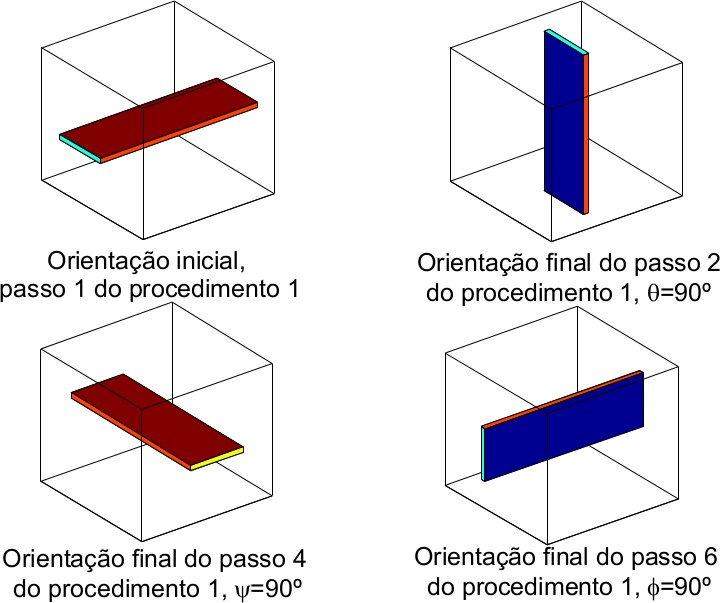 Orientação inicial,
passo 1 do procedimento 1
Orientação final do passo 2
do procedimento 1, θ=90º
Orientação final do passo 4
do procedimento 1, ψ=90º
Orientação final do passo 6
do procedimento 1, ϕ=90º